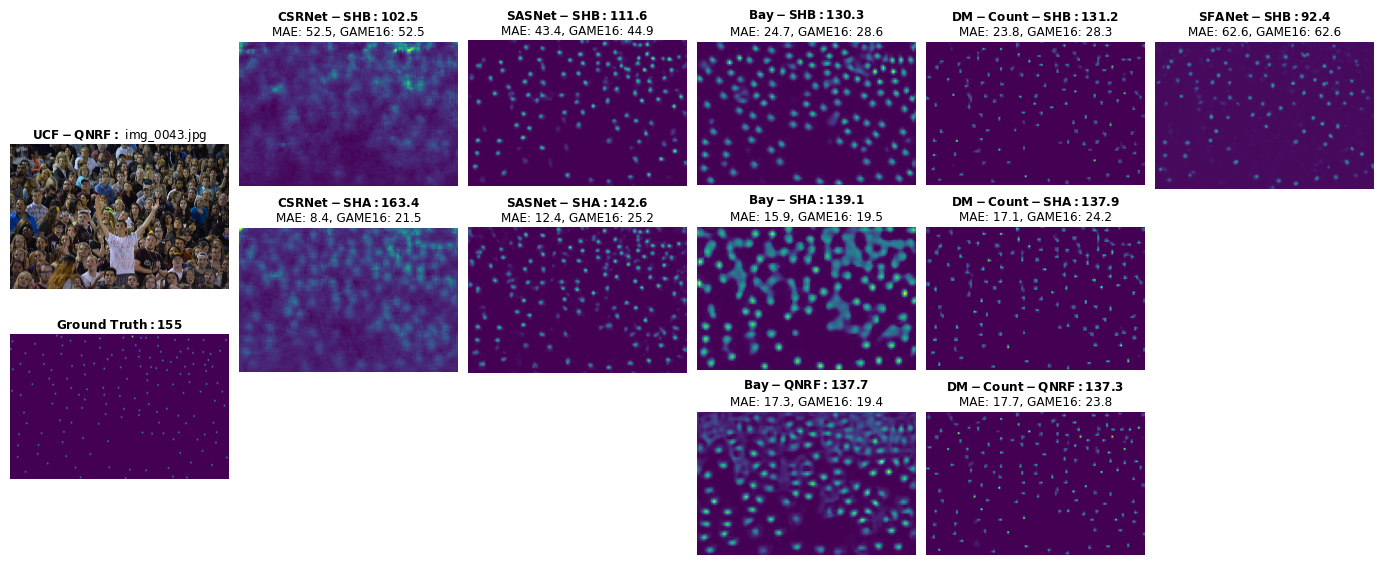 CSRNet − SHB : 102.5
MAE: 52.5, GAME16: 52.5
SASNet − SHB : 111.6
MAE: 43.4, GAME16: 44.9
Bay − SHB : 130.3
MAE: 24.7, GAME16: 28.6
DM − Count − SHB : 131.2
MAE: 23.8, GAME16: 28.3
SFANet − SHB : 92.4
MAE: 62.6, GAME16: 62.6
UCF − QNRF : img_0043.jpg
CSRNet − SHA : 163.4
MAE: 8.4, GAME16: 21.5
SASNet − SHA : 142.6
MAE: 12.4, GAME16: 25.2
Bay − SHA : 139.1
MAE: 15.9, GAME16: 19.5
DM − Count − SHA : 137.9
MAE: 17.1, GAME16: 24.2
Ground Truth : 155
Bay − QNRF : 137.7
MAE: 17.3, GAME16: 19.4
DM − Count − QNRF : 137.3
MAE: 17.7, GAME16: 23.8